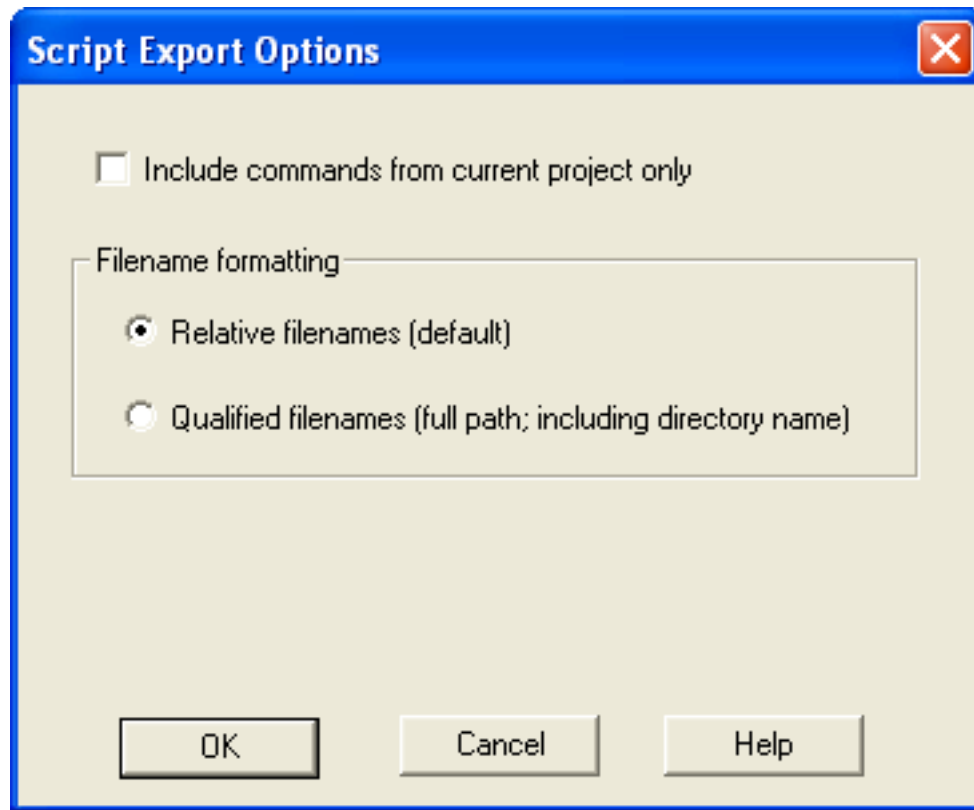 Script Export Options
Include commands from current project only
Filename formatting
Relative filenames (default)
Qualified filenames (full path; including directory name)
OK Cancel Help